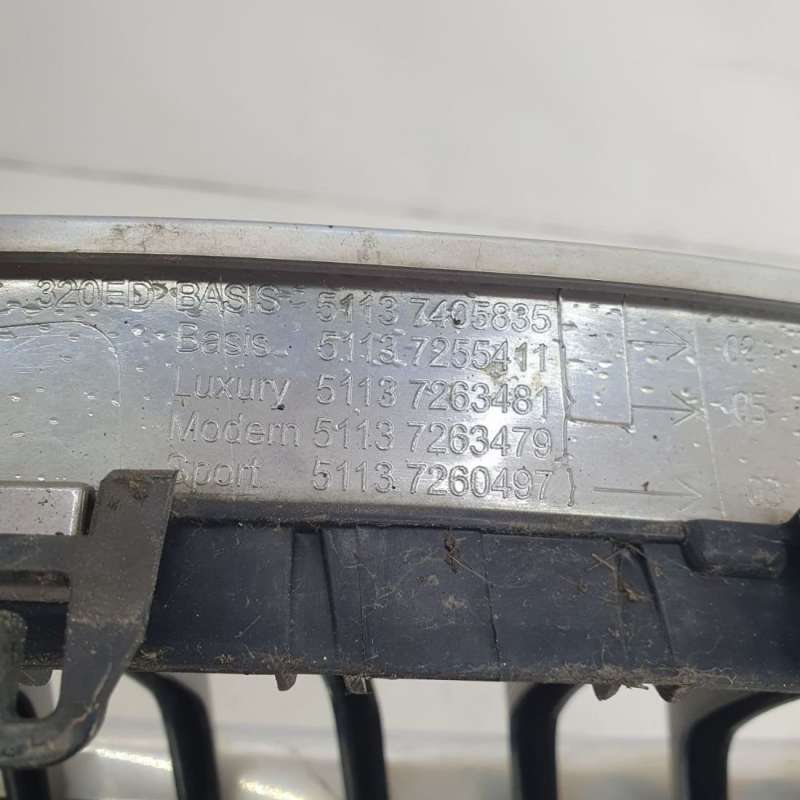 320ED BASIS 5113 7405835
Basis 5113 7255411 02
Luxury 5113 7263481 05
Modern 5113 7263479
Sport 5113 7260497 03